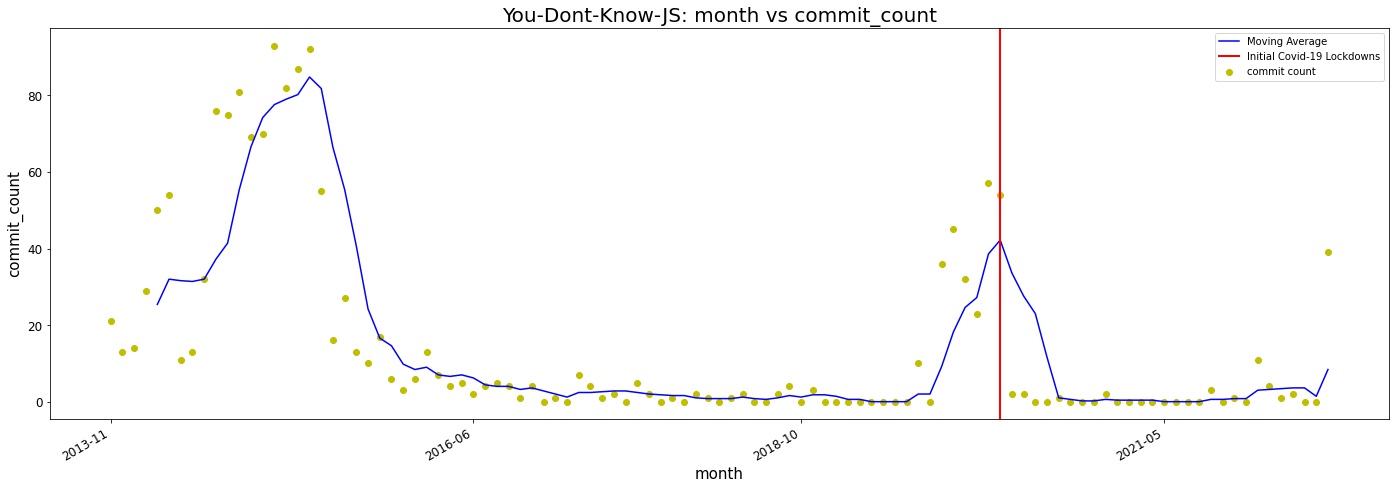 You-Dont-Know-JS: month vs commit_count
Moving Average
Initial Covid-19 Lockdowns
commit count
commit_count
80
60
40
20
0
2013-11
2016-06
2018-10
2021-05
month